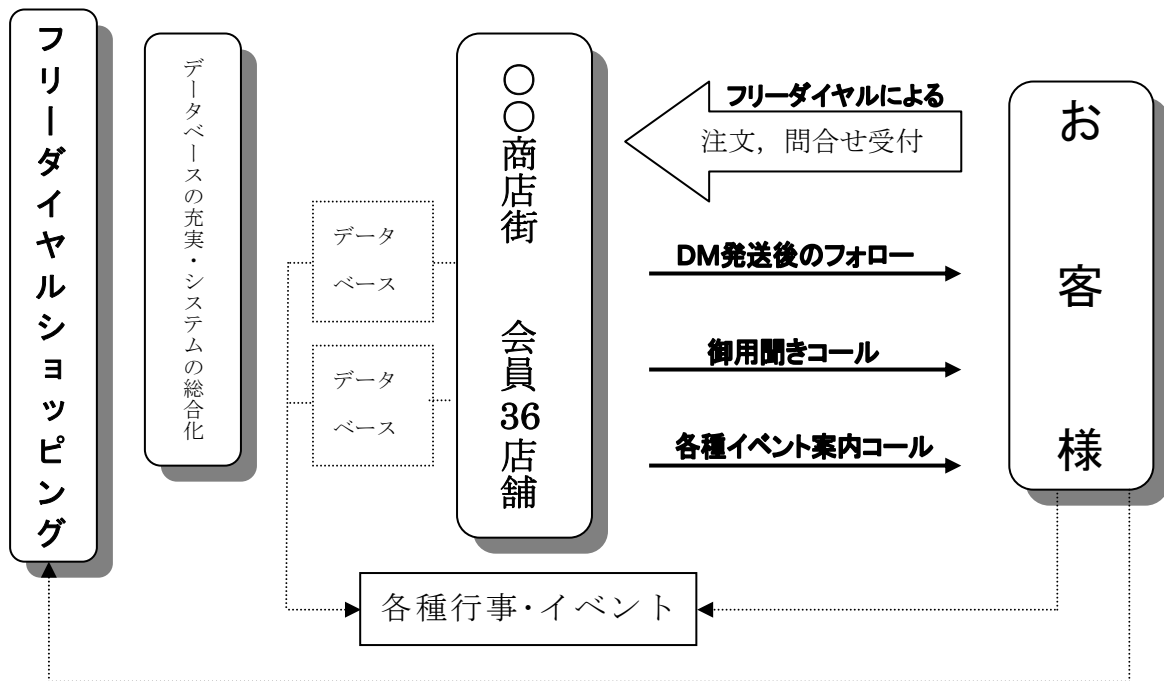 フリーダイヤルショッピング
データベースの充実・システムの総合化
データ
ベース
データ
ベース
〇〇商店街　会員36店舗
フリーダイヤルによる
注文，問合せ受付
DM発送後のフォロー
御用聞きコール
各種イベント案内コール
お客様
各種行事・イベント